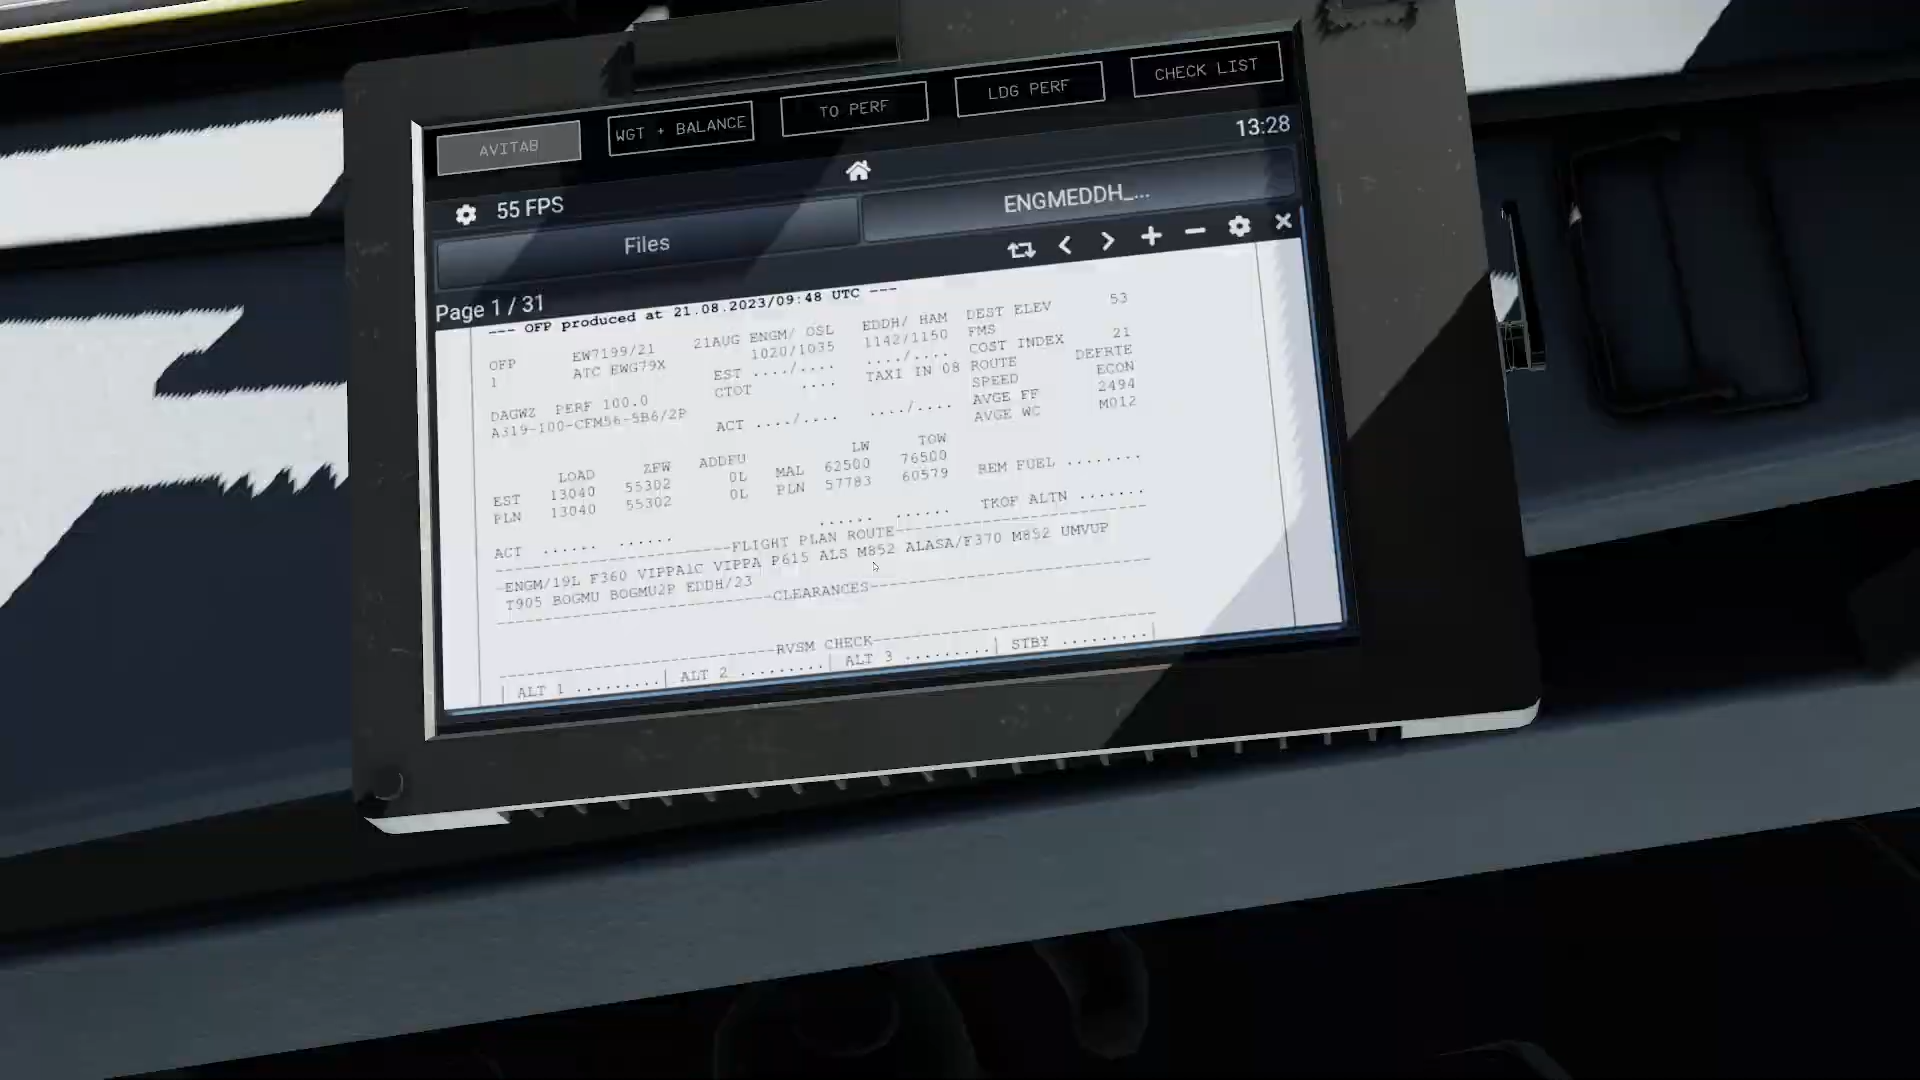 AVITAB WGT + BALANCE TO PERF LDG PERF CHECK LIST
13:28
55 FPS
Files ENGMEDDH_...
Page 1 / 31
--- OFP produced at 21.08.2023/09:48 UTC ---
OFP EW7199/21 21AUG ENGM/ OSL EDDH/ HAM DEST ELEV 53
1 ATC EWG79X 1020/1035 1142/1150 FMS
EST ..../.... ..../.... COST INDEX 21
CTOT .... TAXI IN 08 ROUTE DEFRTE
DAGWZ PERF 100.0 SPEED ECON
A319-100-CFM56-5B6/2P ACT ..../.... ..../.... AVGE FF 2494
AVGE WC M012
LOAD ZFW ADDFU LW TOW
EST 13040 55302 0L MAL 62500 76500 REM FUEL ........
PLN 13040 55302 0L PLN 57783 60579
ACT ...... ...... ...... ...... TKOF ALTN .......
--------FLIGHT PLAN ROUTE--------
-ENGM/19L F360 VIPPA1C VIPPA P615 ALS M852 ALASA/F370 M852 UMVUP
T905 BOGMU BOGMU2P EDDH/23
--------CLEARANCES--------
--------RVSM CHECK--------
| ALT 1 .........| ALT 2 .........| ALT 3 .........| STBY .........|